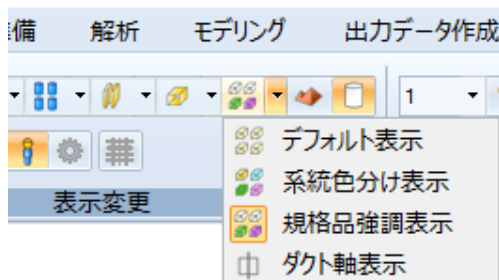 備 解析 モデリング 出力データ作成
1
デフォルト表示
系統色分け表示
表示変更
規格品強調表示
ダクト軸表示